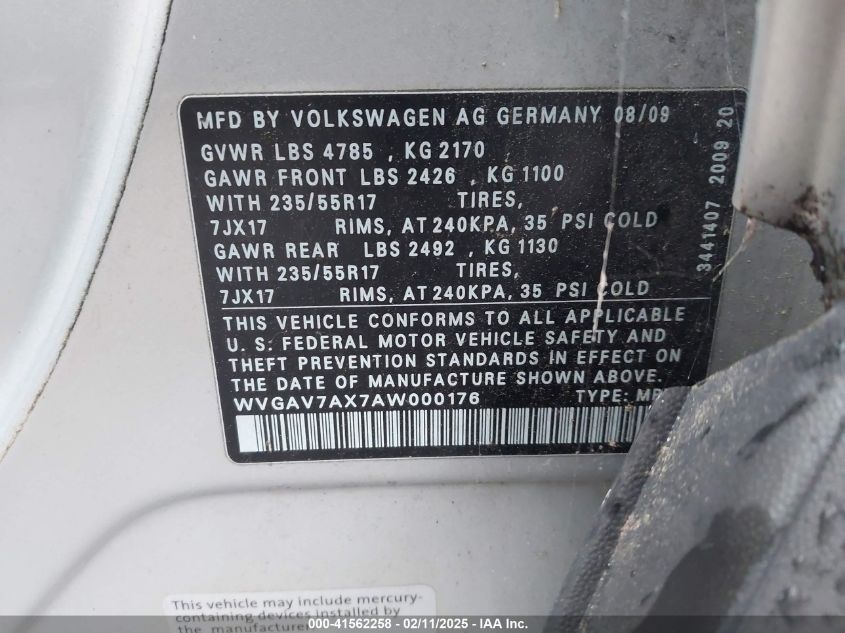 MFD BY VOLKSWAGEN AG GERMANY 08/09
GVWR LBS 4785 , KG 2170
GAWR FRONT LBS 2426 , KG 1100
WITH 235/55R17 TIRES,
7JX17 RIMS, AT 240KPA, 35 PSI COLD
GAWR REAR LBS 2492 , KG 1130
WITH 235/55R17 TIRES,
7JX17 RIMS, AT 240KPA, 35 PSI COLD
THIS VEHICLE CONFORMS TO ALL APPLICABLE
U. S. FEDERAL MOTOR VEHICLE SAFETY AND
THEFT PREVENTION STANDARDS IN EFFECT ON
THE DATE OF MANUFACTURE SHOWN ABOVE.
WVGAV7AX7AW000176 TYPE:
3441407 2009 20
This vehicle may include mercury-
containing devices installed by
the manufacturer
000-41562258 - 02/11/2025 - IAA Inc.